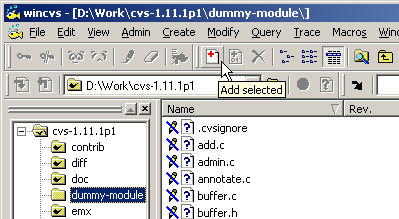 wincvs - [D:\Work\cvs-1.11.1p1\dummy-module\]
File Edit View Admin Create Modify Query Trace Macros
D:\Work\cvs-1.11.1p1
Add selected
cvs-1.11.1p1
contrib
diff
doc
dummy-module
emx
Name Rev.
.cvsignore
add.c
admin.c
annotate.c
buffer.c
buffer.h